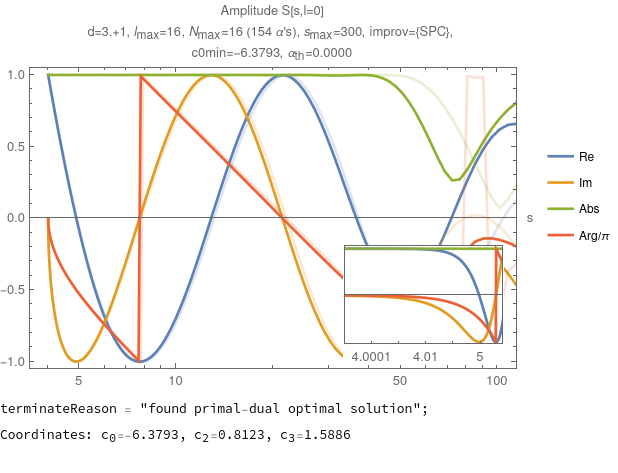 Amplitude S[s,l=0]
d=3.+1, lmax=16, Nmax=16 (154 α's), smax=300, improv={SPC},
c0min=-6.3793, αth=0.0000
1.0
0.5
0.0
-0.5
-1.0
5
10
50
100
s
4.0001
4.01
5
Re
Im
Abs
Arg/π
terminateReason = "found primal-dual optimal solution";
Coordinates: c0=-6.3793, c2=0.8123, c3=1.5886